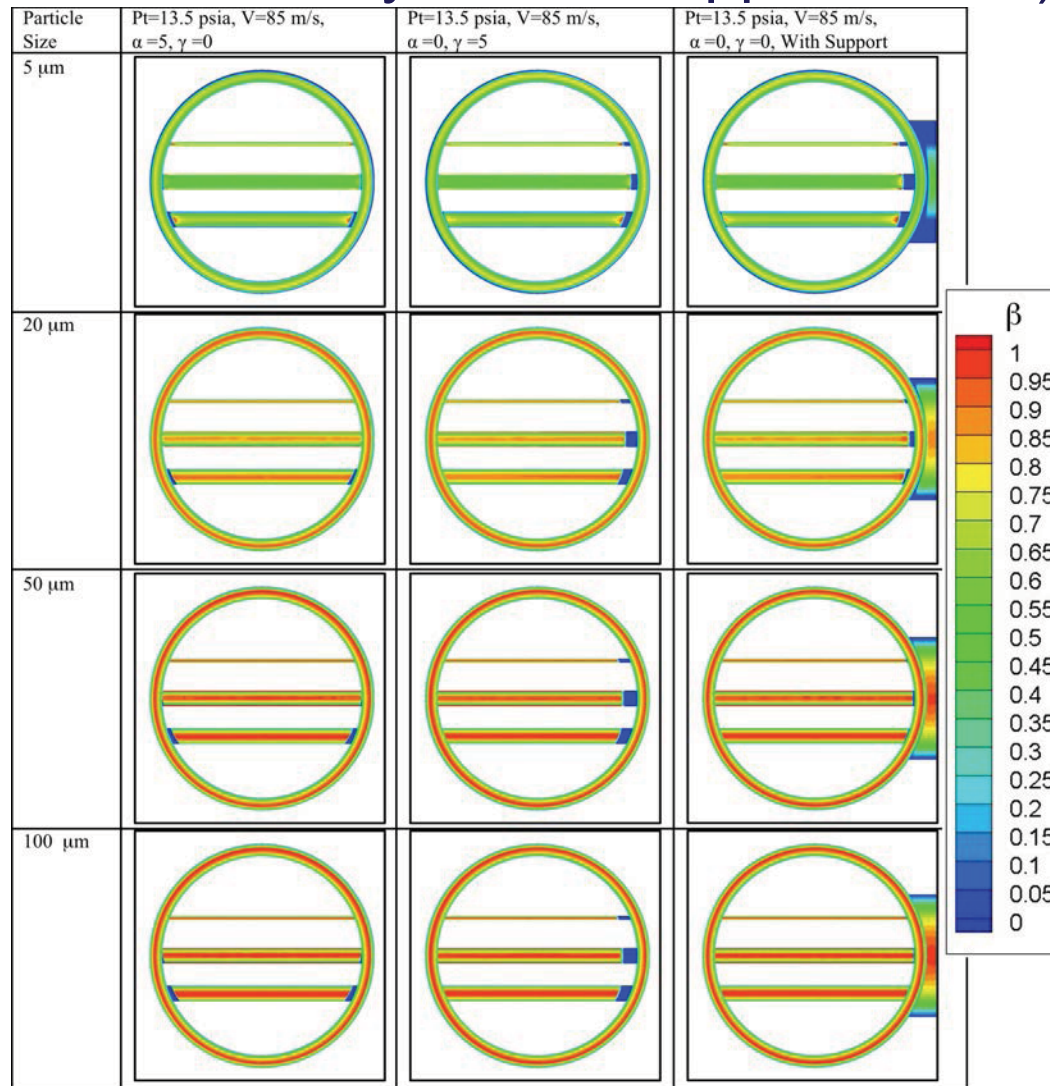 Particle Size
Pt=13.5 psia, V=85 m/s,
α =5, γ =0
Pt=13.5 psia, V=85 m/s,
α =0, γ =5
Pt=13.5 psia, V=85 m/s,
α=0, γ =0, With Support
5 μm
20 μm
50 μm
100 μm
β
1
0.95
0.9
0.85
0.8
0.75
0.7
0.65
0.6
0.55
0.5
0.45
0.4
0.35
0.3
0.25
0.2
0.15
0.1
0.05
0